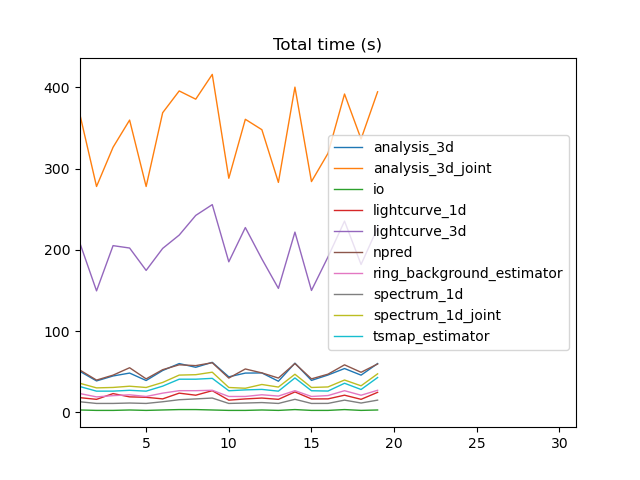 Total time (s)
400
300
200
100
0
5
10
15
20
25
30
analysis_3d
analysis_3d_joint
io
lightcurve_1d
lightcurve_3d
npred
ring_background_estimator
spectrum_1d
spectrum_1d_joint
tsmap_estimator